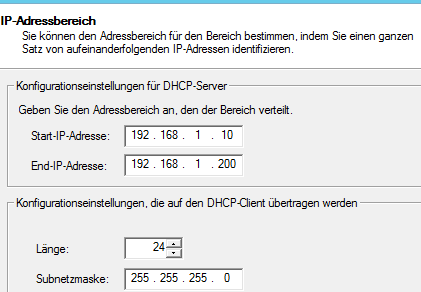 IP-Adressbereich
Sie können den Adressbereich für den Bereich bestimmen, indem Sie einen ganzen
Satz von aufeinanderfolgenden IP-Adressen identifizieren.
Konfigurationseinstellungen für DHCP-Server
Geben Sie den Adressbereich an, den der Bereich verteilt.
Start-IP-Adresse: 192 . 168 . 1 . 10
End-IP-Adresse: 192 . 168 . 1 . 200
Konfigurationseinstellungen, die auf den DHCP-Client übertragen werden
Länge: 24
Subnetzmaske: 255 . 255 . 255 . 0